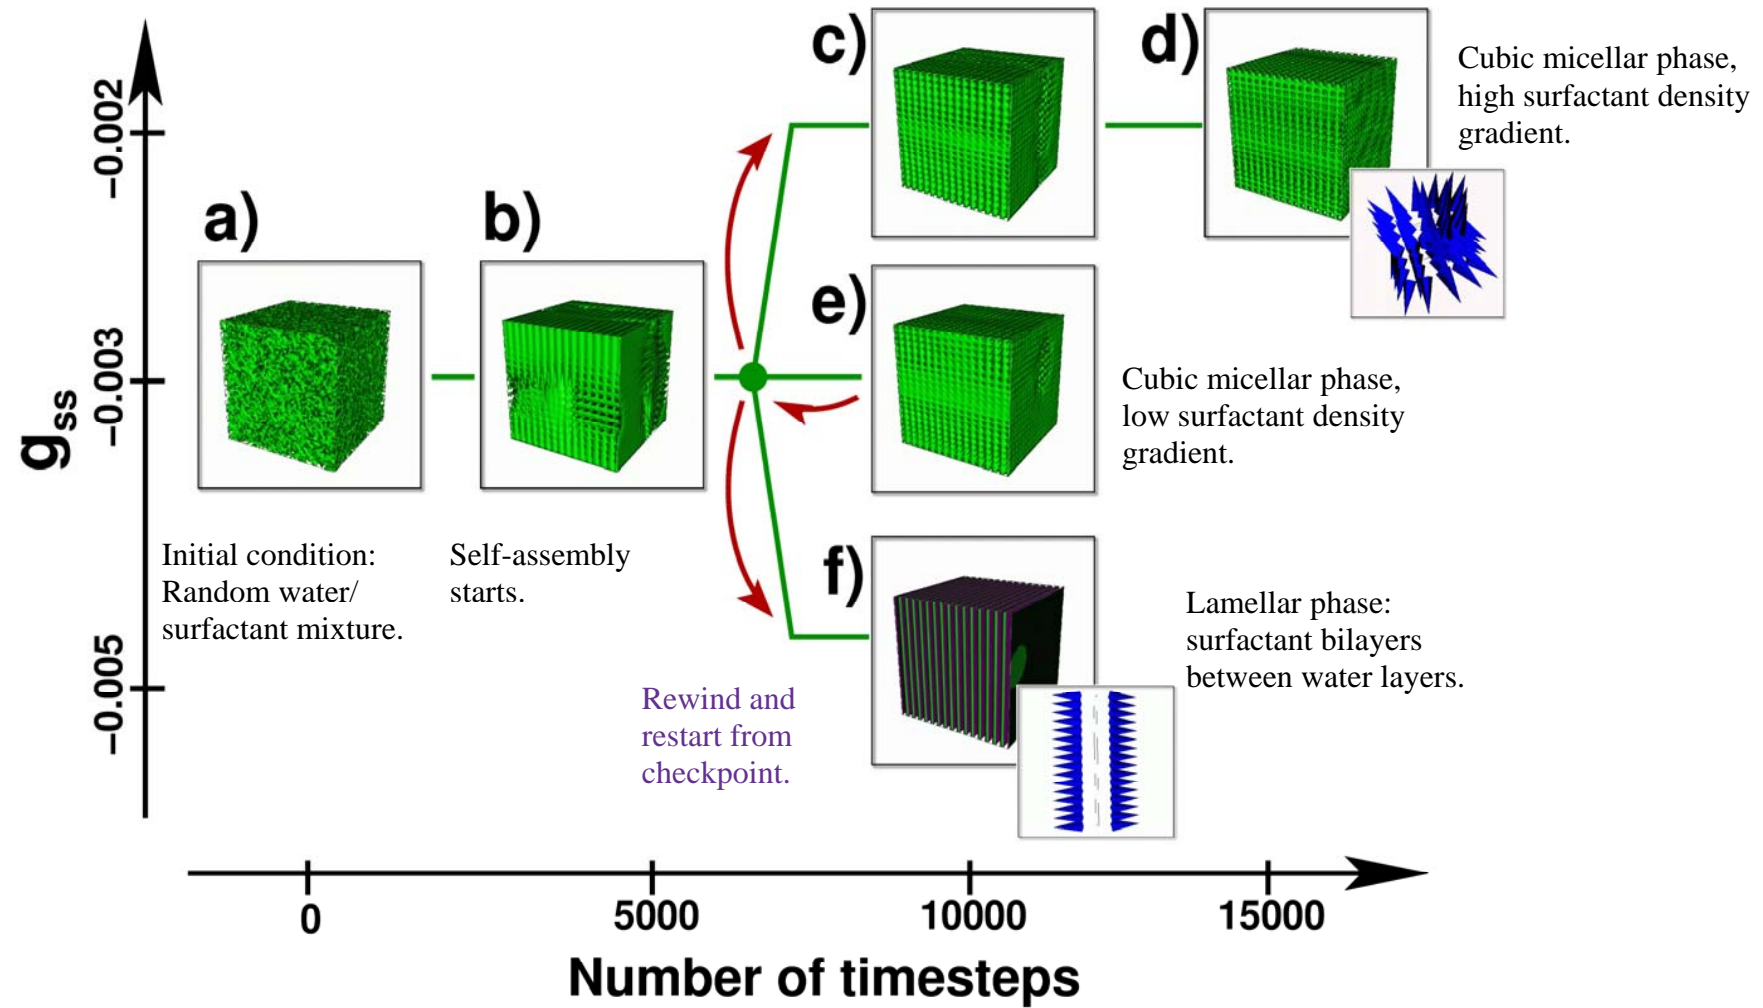 c)
d)
Cubic micellar phase,
high surfactant density
gradient.
−0.002
a)
b)
e)
−0.003
Cubic micellar phase,
low surfactant density
gradient.
gss
Initial condition:
Random water/
surfactant mixture.
Self-assembly
starts.
f)
Lamellar phase:
surfactant bilayers
between water layers.
−0.005
Rewind and
restart from
checkpoint.
0
5000
10000
15000
Number of timesteps